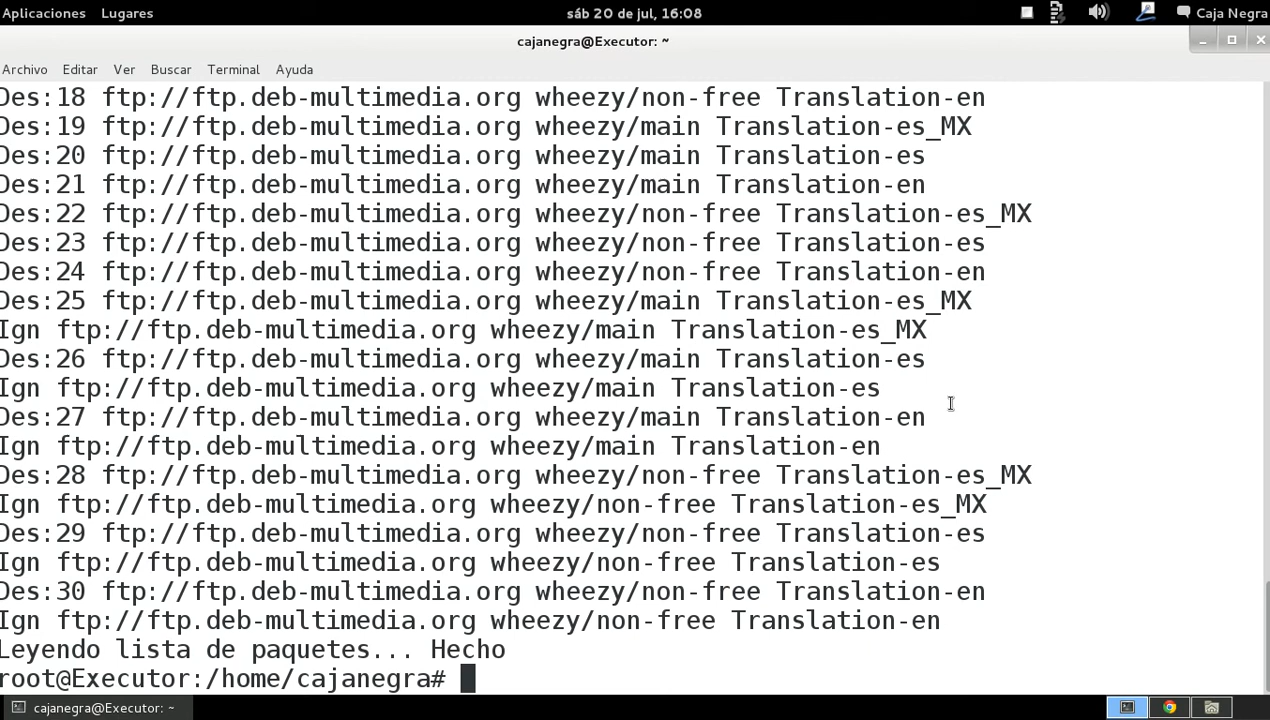 Aplicaciones Lugares sáb 20 de jul, 16:08 Caja Negra
cajanegra@Executor: ~
Archivo Editar Ver Buscar Terminal Ayuda
Des:18 ftp://ftp.deb-multimedia.org wheezy/non-free Translation-en
Des:19 ftp://ftp.deb-multimedia.org wheezy/main Translation-es_MX
Des:20 ftp://ftp.deb-multimedia.org wheezy/main Translation-es
Des:21 ftp://ftp.deb-multimedia.org wheezy/main Translation-en
Des:22 ftp://ftp.deb-multimedia.org wheezy/non-free Translation-es_MX
Des:23 ftp://ftp.deb-multimedia.org wheezy/non-free Translation-es
Des:24 ftp://ftp.deb-multimedia.org wheezy/non-free Translation-en
Des:25 ftp://ftp.deb-multimedia.org wheezy/main Translation-es_MX
Ign ftp://ftp.deb-multimedia.org wheezy/main Translation-es_MX
Des:26 ftp://ftp.deb-multimedia.org wheezy/main Translation-es
Ign ftp://ftp.deb-multimedia.org wheezy/main Translation-es
Des:27 ftp://ftp.deb-multimedia.org wheezy/main Translation-en
Ign ftp://ftp.deb-multimedia.org wheezy/main Translation-en
Des:28 ftp://ftp.deb-multimedia.org wheezy/non-free Translation-es_MX
Ign ftp://ftp.deb-multimedia.org wheezy/non-free Translation-es_MX
Des:29 ftp://ftp.deb-multimedia.org wheezy/non-free Translation-es
Ign ftp://ftp.deb-multimedia.org wheezy/non-free Translation-es
Des:30 ftp://ftp.deb-multimedia.org wheezy/non-free Translation-en
Ign ftp://ftp.deb-multimedia.org wheezy/non-free Translation-en
Leyendo lista de paquetes... Hecho
root@Executor:/home/cajanegra#
cajanegra@Executor: ~